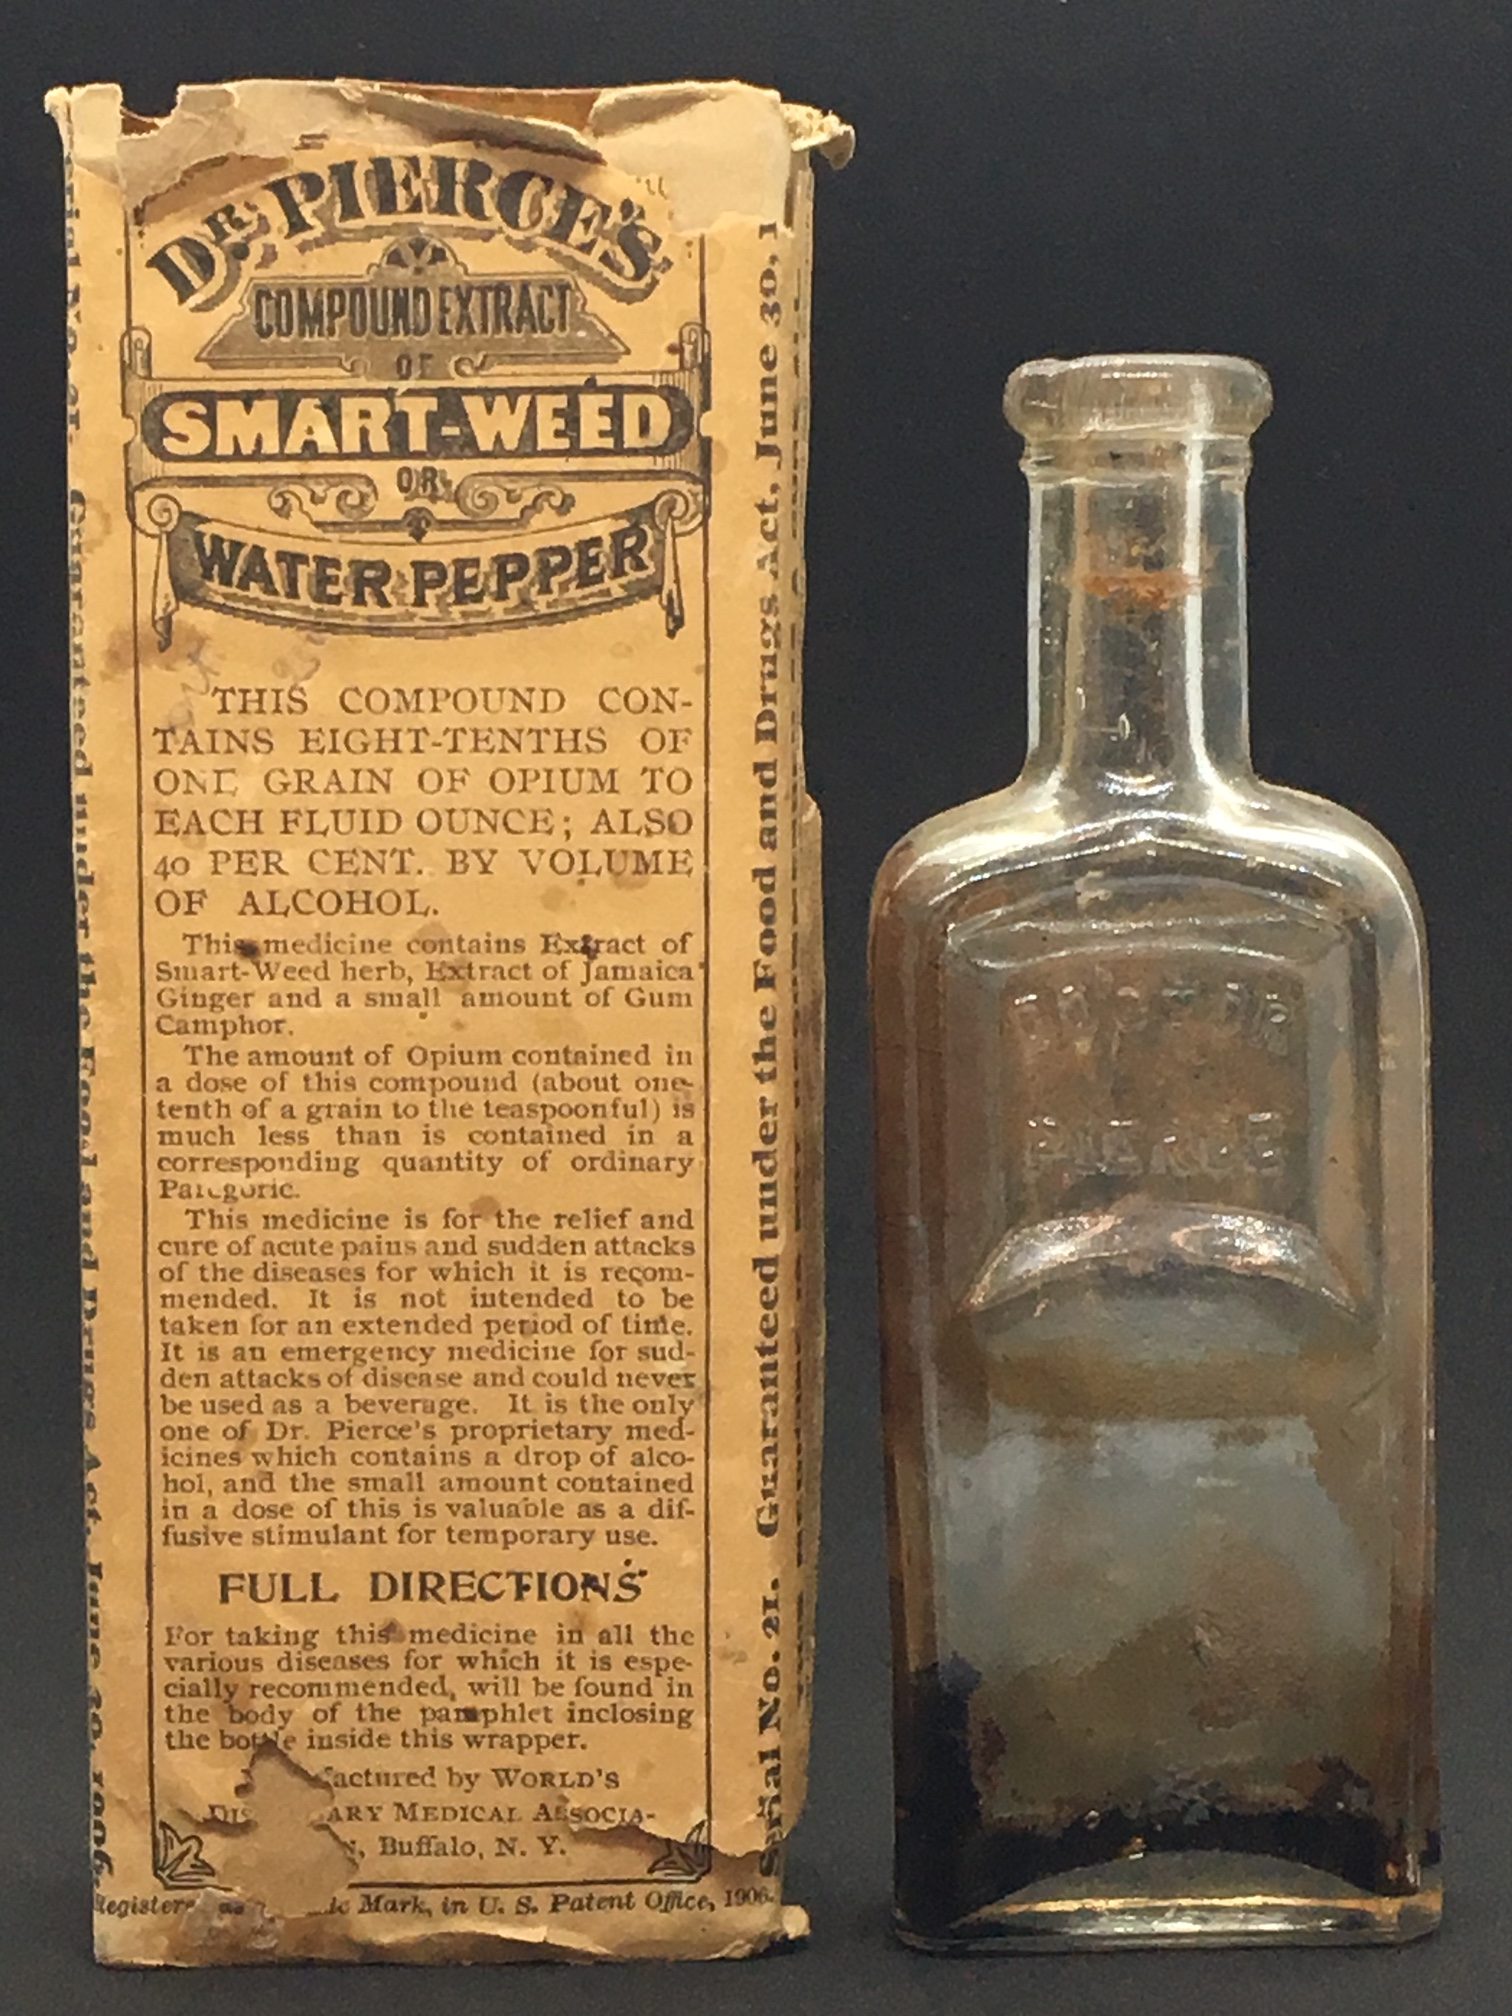 DR. PIERCE'S
COMPOUND EXTRACT
OF
SMART-WEED
OR
WATER PEPPER
THIS COMPOUND CON-
TAINS EIGHT-TENTHS OF
ONE GRAIN OF OPIUM TO
EACH FLUID OUNCE; ALSO
40 PER CENT. BY VOLUME
OF ALCOHOL.
This medicine contains Extract of
Smart-Weed herb, Extract of Jamaica
Ginger and a small amount of Gum
Camphor.
The amount of Opium contained in
a dose of this compound (about one-
tenth of a grain to the teaspoonful) is
much less than is contained in a
corresponding quantity of ordinary
Paregoric.
This medicine is for the relief and
cure of acute pains and sudden attacks
of the diseases for which it is recom-
mended. It is not intended to be
taken for an extended period of time.
It is an emergency medicine for sud-
den attacks of disease and could never
be used as a beverage. It is the only
one of Dr. Pierce's proprietary med-
icines which contains a drop of alco-
hol, and the small amount contained
in a dose of this is valuable as a dif-
fusive stimulant for temporary use.
FULL DIRECTIONS
For taking this medicine in all the
various diseases for which it is espe-
cially recommended, will be found in
the body of the pamphlet inclosing
the bottle inside this wrapper.
by WORLD'S
MEDICAL ASSOCIA-
Buffalo, N. Y.
Mark, in U. S. Patent Office, 1906.
Serial No. 21. Guaranteed under the Food and Drugs Act, June 30,
No. 21. Guaranteed under the Food and Drugs Act, June 30, 1906.
DOCTOR
PIERCE